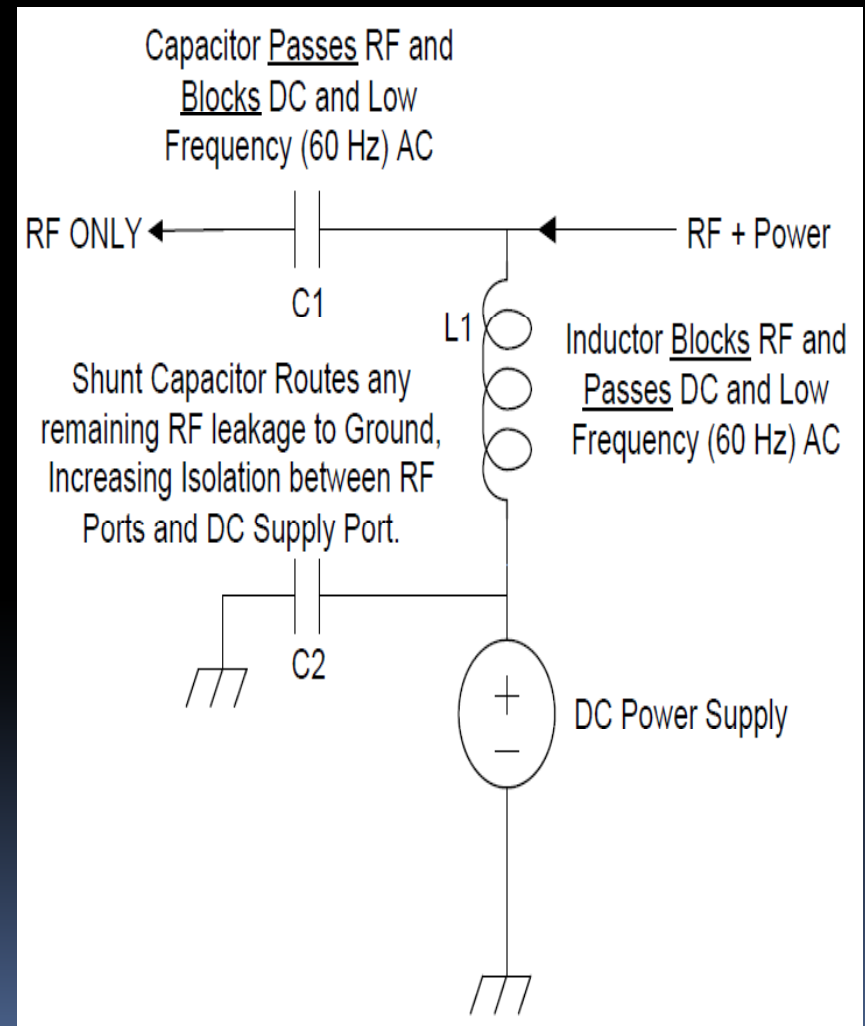 Capacitor Passes RF and
Blocks DC and Low
Frequency (60 Hz) AC
RF ONLY
RF + Power
C1
L1
Inductor Blocks RF and
Passes DC and Low
Frequency (60 Hz) AC
Shunt Capacitor Routes any
remaining RF leakage to Ground,
Increasing Isolation between RF
Ports and DC Supply Port.
C2
+
−
DC Power Supply